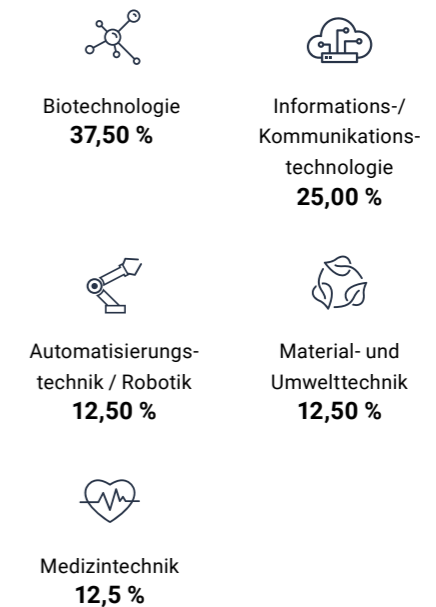 Biotechnologie
37,50 %
Informations-/
Kommunikations-
technologie
25,00 %
Automatisierungs-
technik / Robotik
12,50 %
Material- und
Umwelttechnik
12,50 %
Medizintechnik
12,5 %